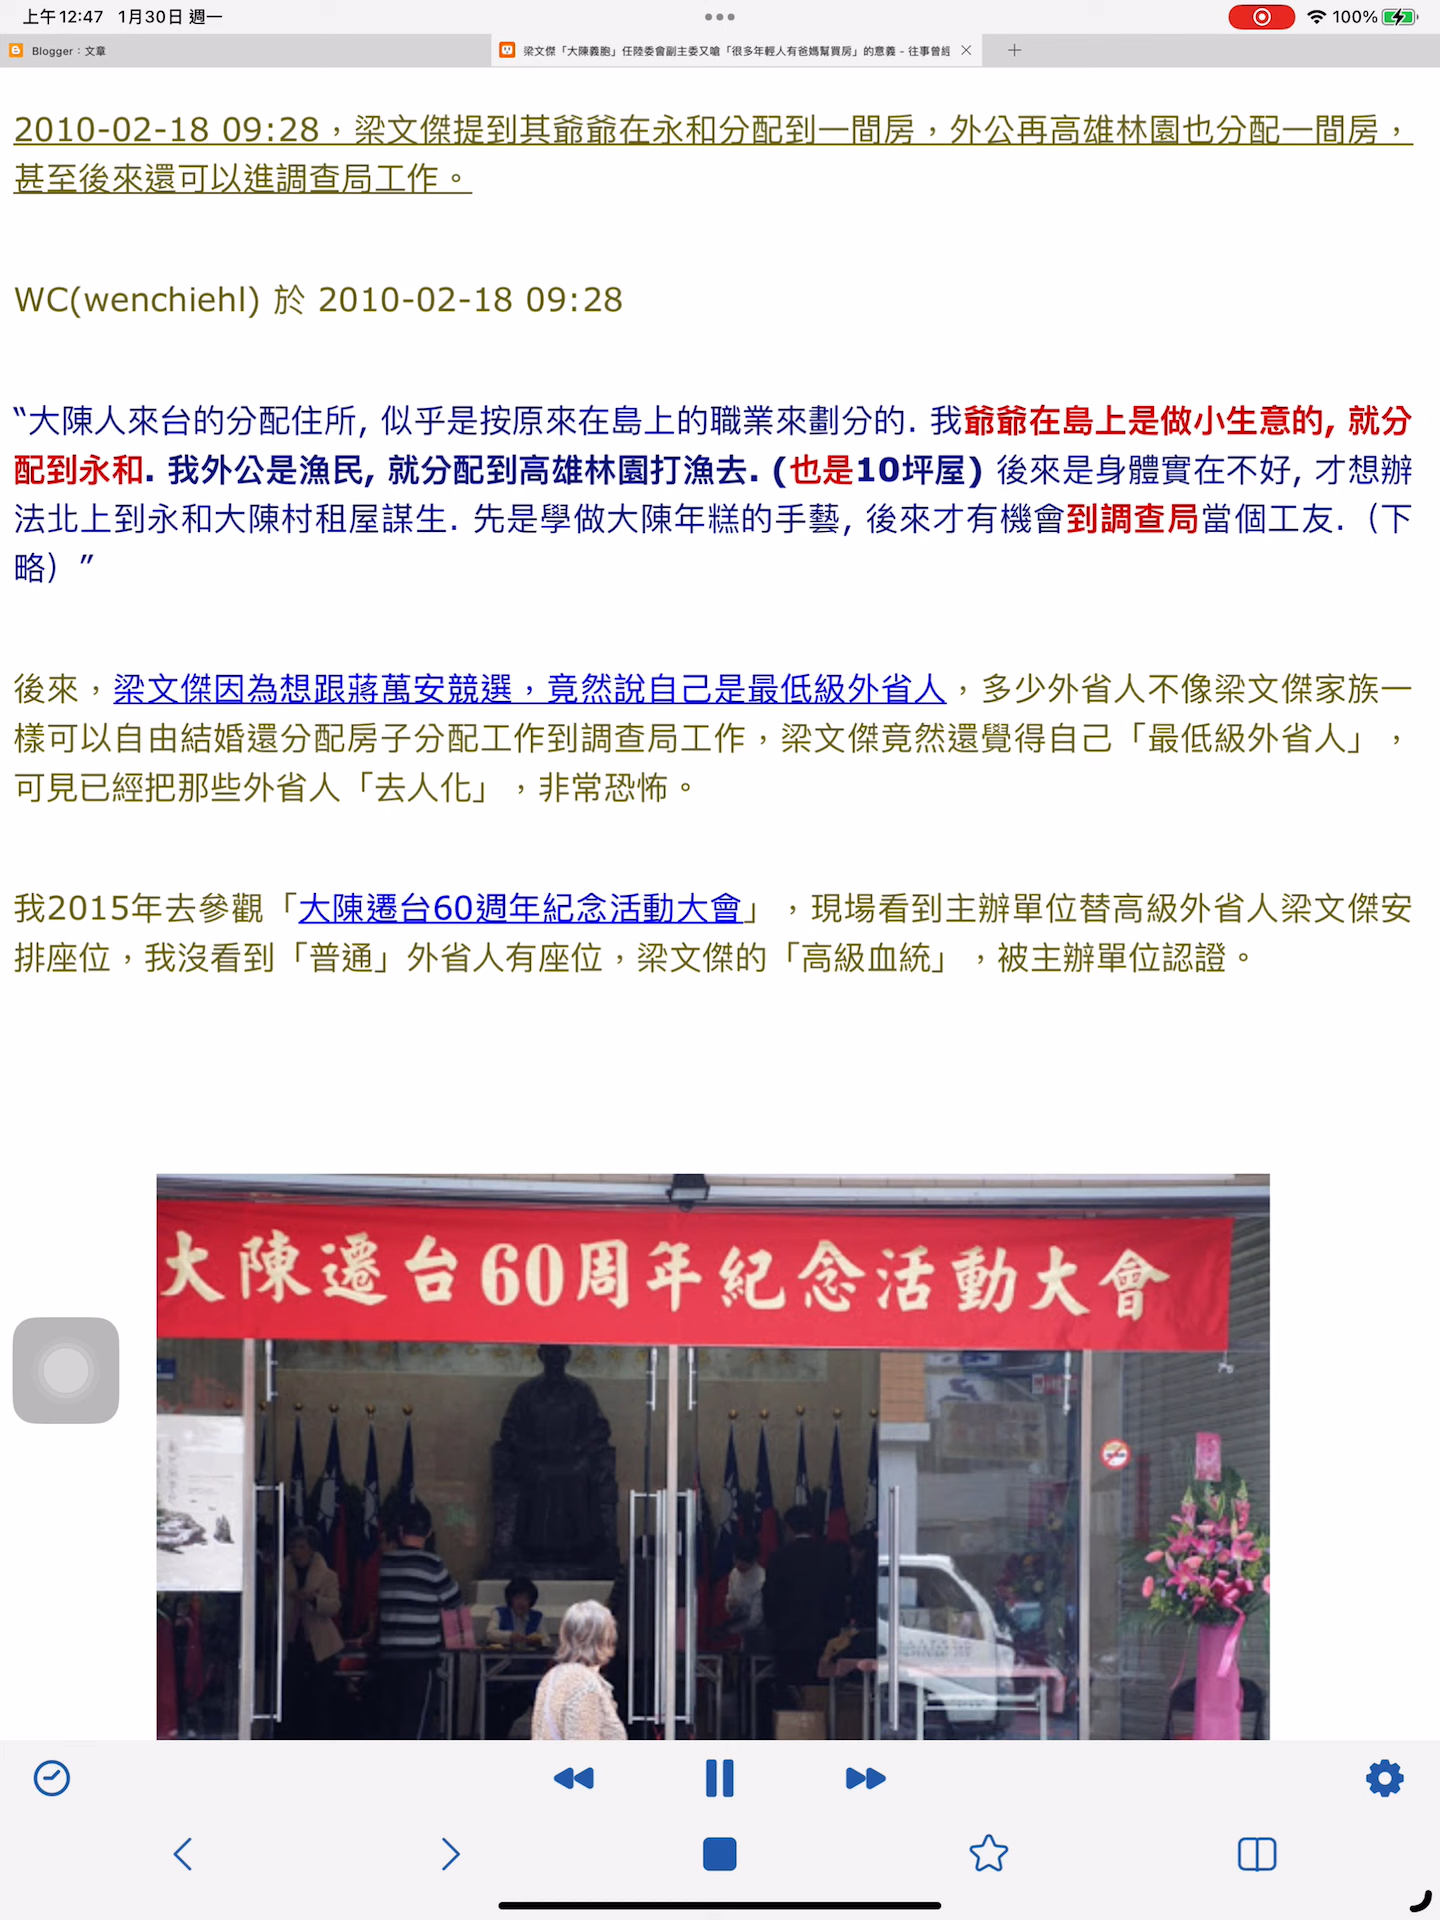 上午12:47 1月30日 週一
100%
Blogger：文章
梁文傑「大陳義胞」任陸委會副主委又嗆「很多年輕人有爸媽幫買房」的意義 - 往事曾經
2010-02-18 09:28，梁文傑提到其爺爺在永和分配到一間房，外公再高雄林園也分配一間房，
甚至後來還可以進調查局工作。
WC(wenchiehl) 於 2010-02-18 09:28
“大陳人來台的分配住所, 似乎是按原來在島上的職業來劃分的. 我爺爺在島上是做小生意的, 就分
配到永和. 我外公是漁民, 就分配到高雄林園打漁去. (也是10坪屋) 後來是身體實在不好, 才想辦
法北上到永和大陳村租屋謀生. 先是學做大陳年糕的手藝, 後來才有機會到調查局當個工友.（下
略）”
後來，梁文傑因為想跟蔣萬安競選，竟然說自己是最低級外省人，多少外省人不像梁文傑家族一
樣可以自由結婚還分配房子分配工作到調查局工作，梁文傑竟然還覺得自己「最低級外省人」，
可見已經把那些外省人「去人化」，非常恐怖。
我2015年去參觀「大陳遷台60週年紀念活動大會」，現場看到主辦單位替高級外省人梁文傑安
排座位，我沒看到「普通」外省人有座位，梁文傑的「高級血統」，被主辦單位認證。
大陳遷台60周年紀念活動大會